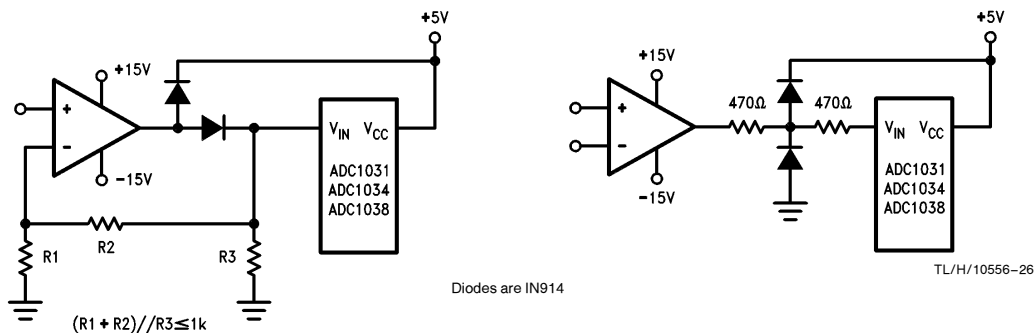 +5V
+15V
+
−
−15V
V_IN V_CC
ADC1031
ADC1034
ADC1038
R2
R1
R3
(R1 + R2)//R3≤1k
Diodes are IN914
+5V
+15V
470Ω
470Ω
+
−
−15V
V_IN V_CC
ADC1031
ADC1034
ADC1038
TL/H/10556–26